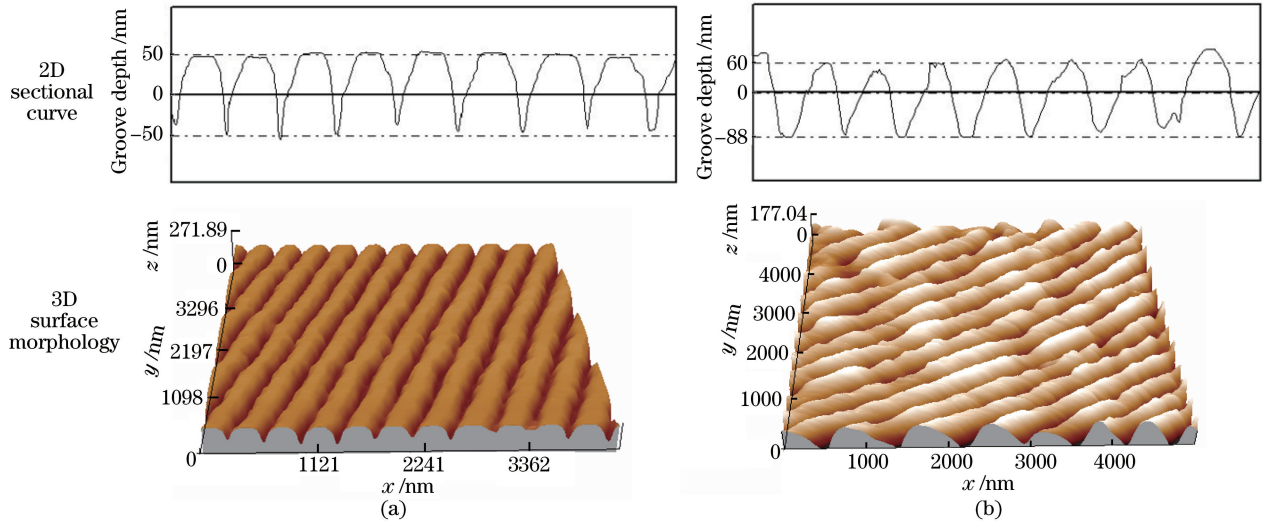 2D
sectional
curve
Groove depth /nm
50
0
−50
Groove depth /nm
60
0
−88
3D
surface
morphology
z /nm
271.89
0
y /nm
3296
2197
1098
0
1121
2241
3362
x /nm
(a)
z /nm
177.04
0
y /nm
4000
3000
2000
1000
0
1000
2000
3000
4000
x /nm
(b)